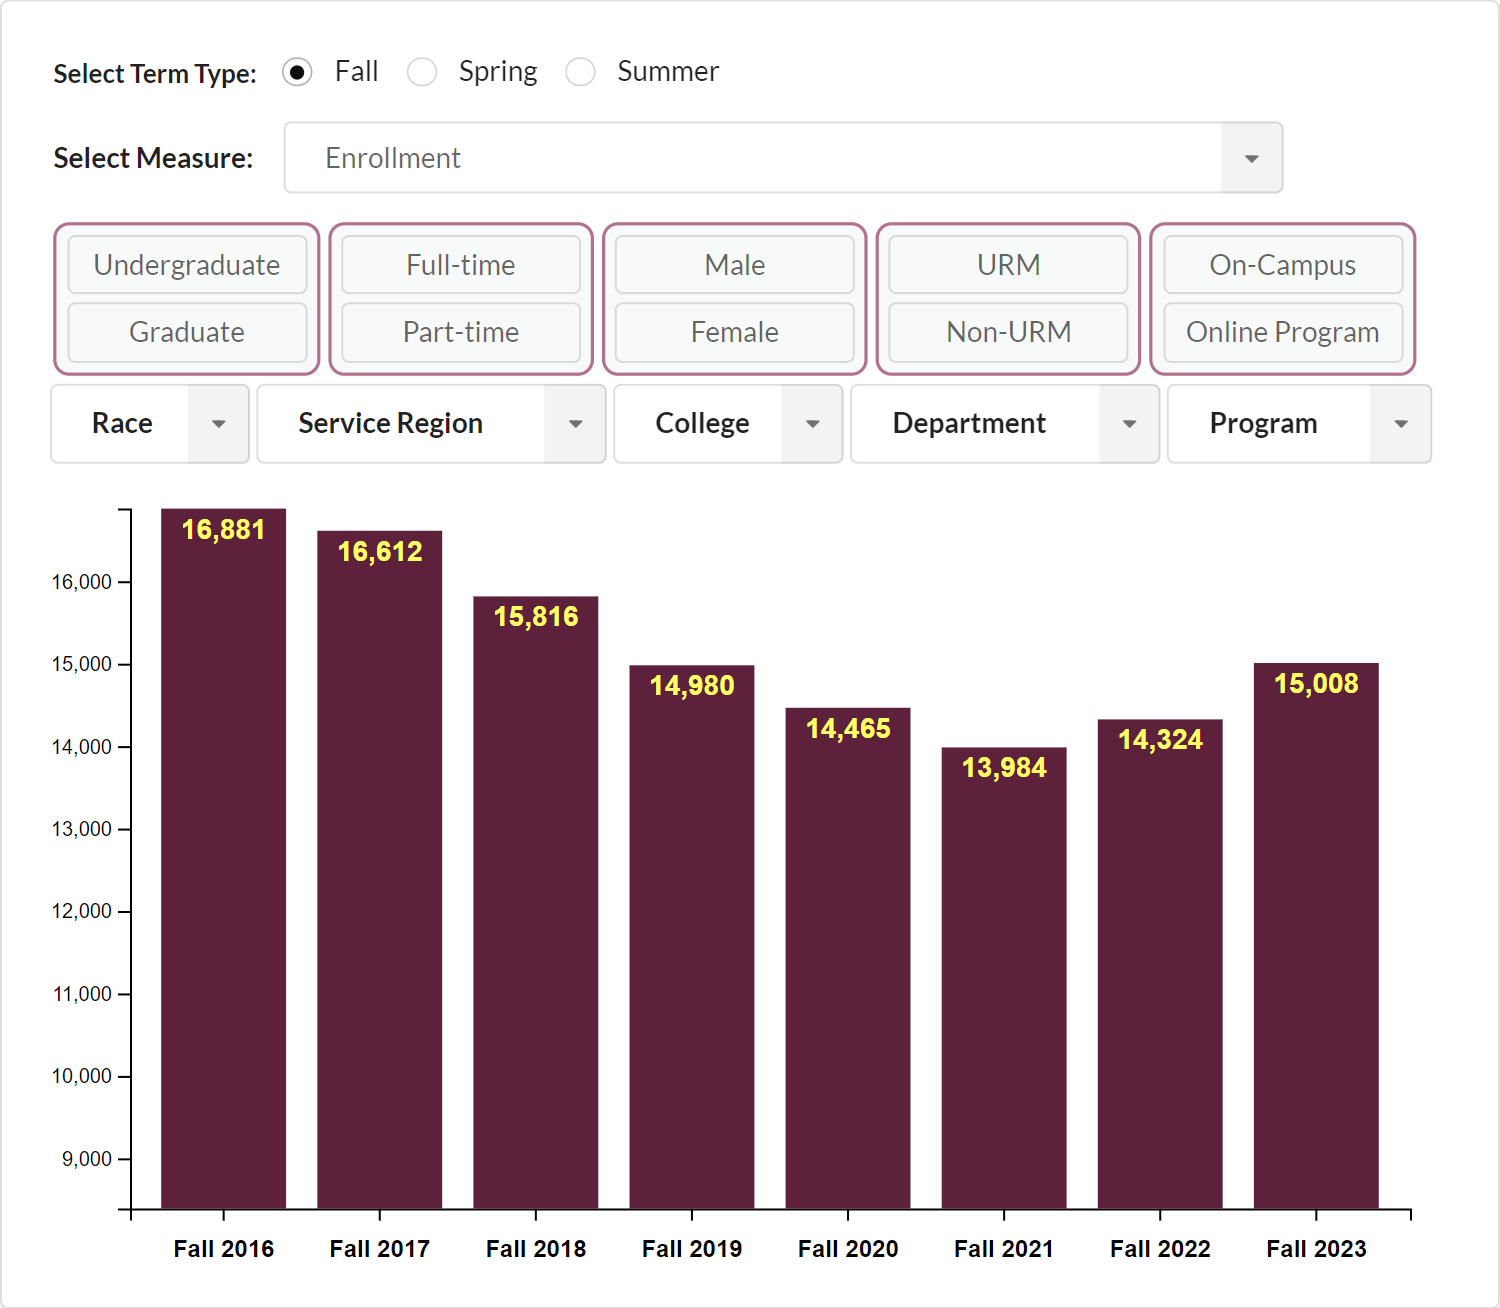 Select Term Type: Fall Spring Summer
Select Measure: Enrollment
Undergraduate Full-time Male URM On-Campus
Graduate Part-time Female Non-URM Online Program
Race Service Region College Department Program
16,881
16,612
15,816
14,980
14,465
13,984
14,324
15,008
16,000
15,000
14,000
13,000
12,000
11,000
10,000
9,000
Fall 2016 Fall 2017 Fall 2018 Fall 2019 Fall 2020 Fall 2021 Fall 2022 Fall 2023